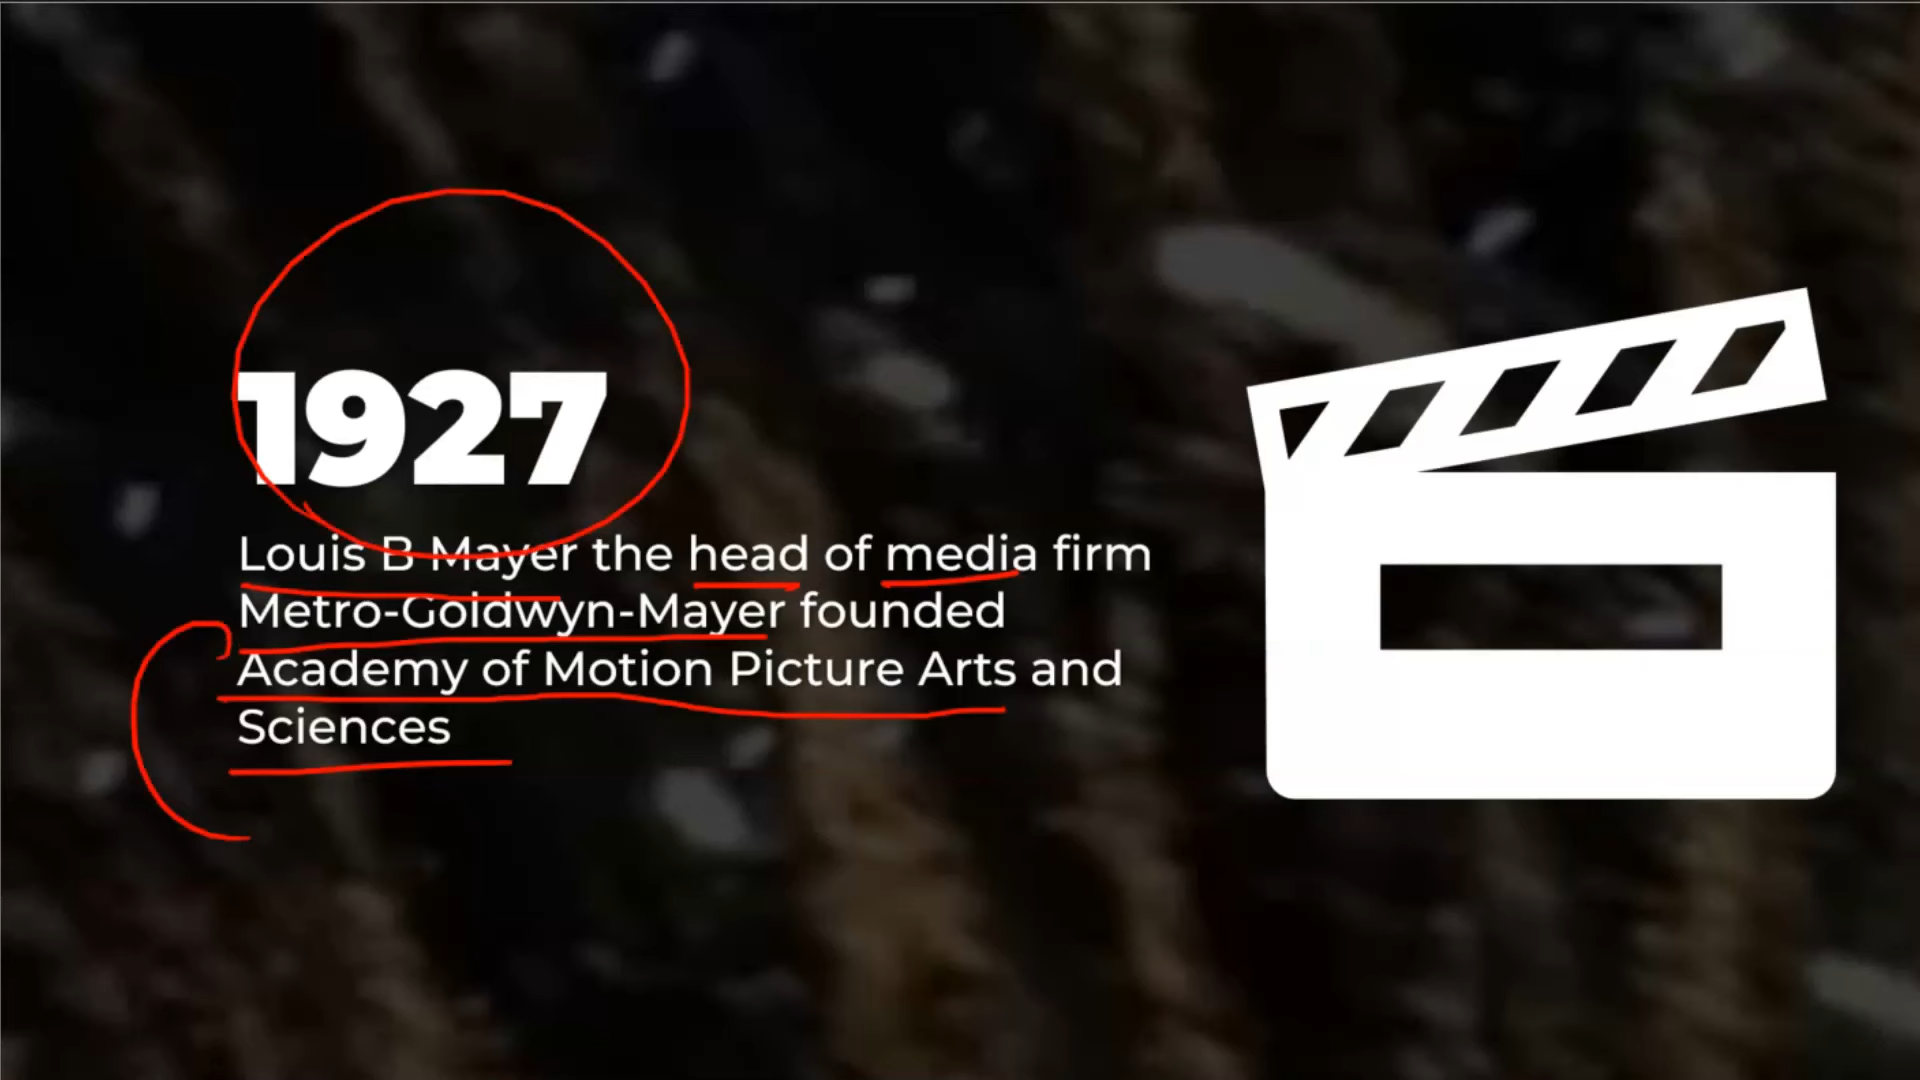 1927
Louis B Mayer the head of media firm
Metro-Goldwyn-Mayer founded
Academy of Motion Picture Arts and
Sciences